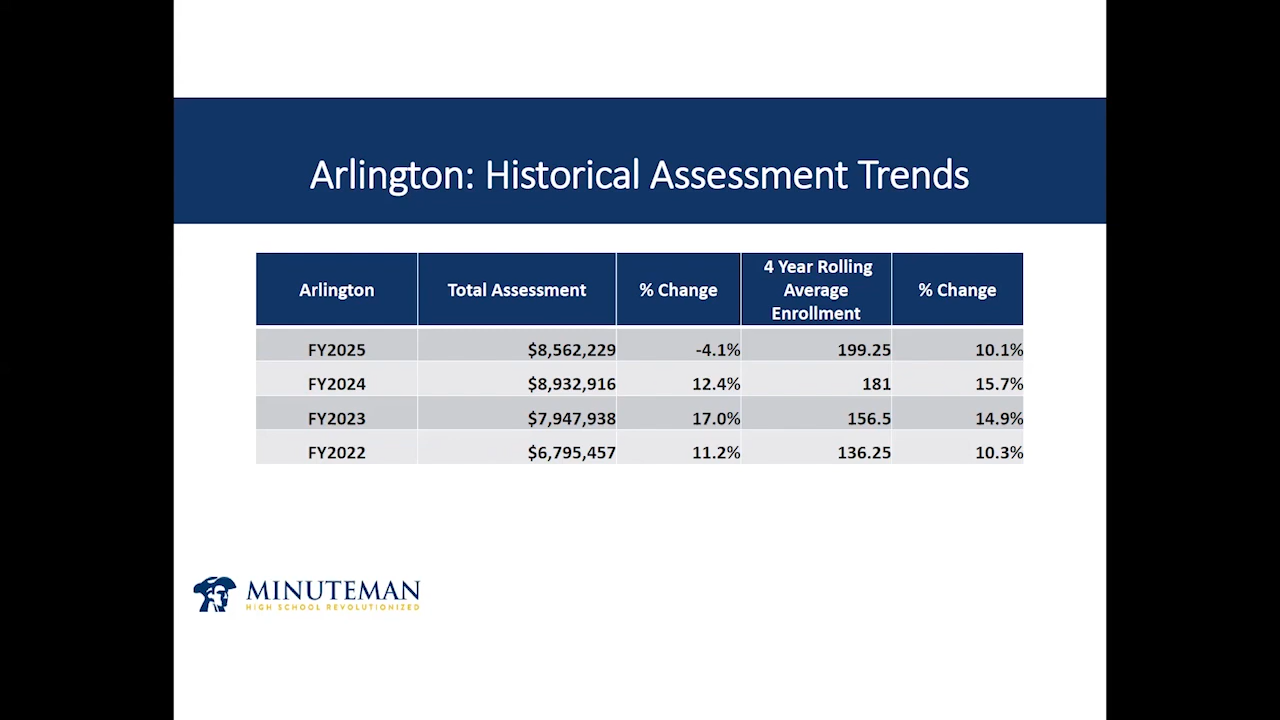 Arlington: Historical Assessment Trends
Arlington Total Assessment % Change 4 Year Rolling Average Enrollment % Change
FY2025 $8,562,229 -4.1% 199.25 10.1%
FY2024 $8,932,916 12.4% 181 15.7%
FY2023 $7,947,938 17.0% 156.5 14.9%
FY2022 $6,795,457 11.2% 136.25 10.3%
MINUTEMAN
HIGH SCHOOL REVOLUTIONIZED